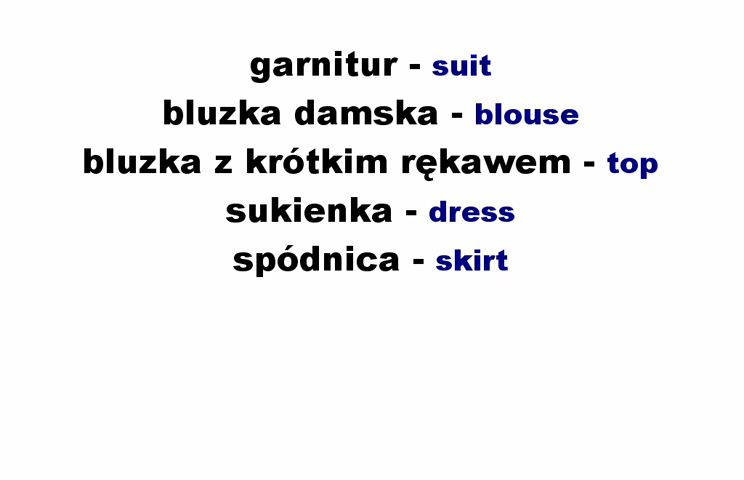 garnitur - suit
bluzka damska - blouse
bluzka z krótkim rękawem - top
sukienka - dress
spódnica - skirt